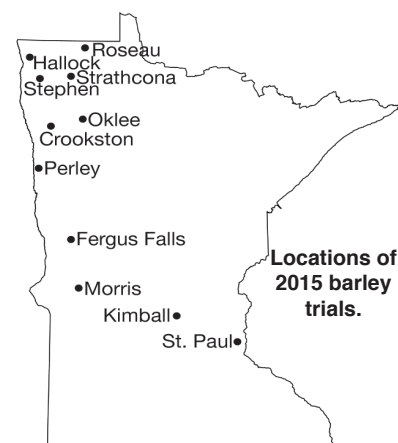 Roseau
Hallock
Strathcona
Stephen
Oklee
Crookston
Perley
Fergus Falls
Locations of
2015 barley
trials.
Morris
Kimball
St. Paul